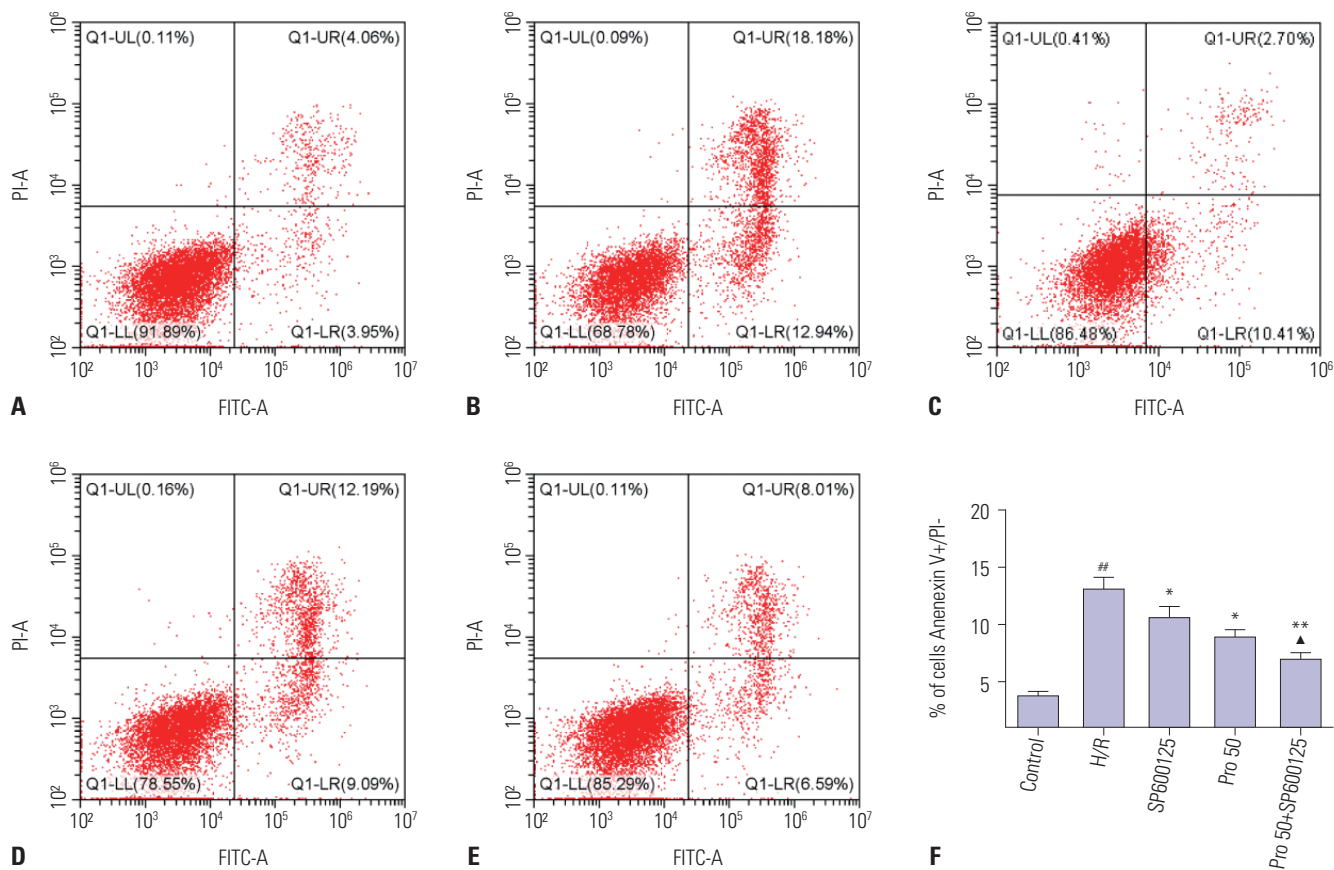 Q1-UL(0.11%) Q1-UR(4.06%)
Q1-LL(91.89%) Q1-LR(3.95%)
10⁶
10⁵
10⁴
10³
10²
PI-A
10² 10³ 10⁴ 10⁵ 10⁶ 10⁷
A FITC-A
Q1-UL(0.09%) Q1-UR(18.18%)
Q1-LL(68.78%) Q1-LR(12.94%)
10⁶
10⁵
10⁴
10³
10²
PI-A
10² 10³ 10⁴ 10⁵ 10⁶ 10⁷
B FITC-A
Q1-UL(0.41%) Q1-UR(2.70%)
Q1-LL(86.48%) Q1-LR(10.41%)
10⁶
10⁵
10⁴
10³
10²
PI-A
10² 10³ 10⁴ 10⁵ 10⁶
C FITC-A
Q1-UL(0.16%) Q1-UR(12.19%)
Q1-LL(78.55%) Q1-LR(9.09%)
10⁶
10⁵
10⁴
10³
10²
PI-A
10² 10³ 10⁴ 10⁵ 10⁶ 10⁷
D FITC-A
Q1-UL(0.11%) Q1-UR(8.01%)
Q1-LL(85.29%) Q1-LR(6.59%)
10⁶
10⁵
10⁴
10³
10²
PI-A
10² 10³ 10⁴ 10⁵ 10⁶ 10⁷
E FITC-A
% of cells Anenexin V+/PI-
20
15
10
5
##
*
*
**
▲
Control
H/R
SP600125
Pro 50
Pro 50+SP600125
F